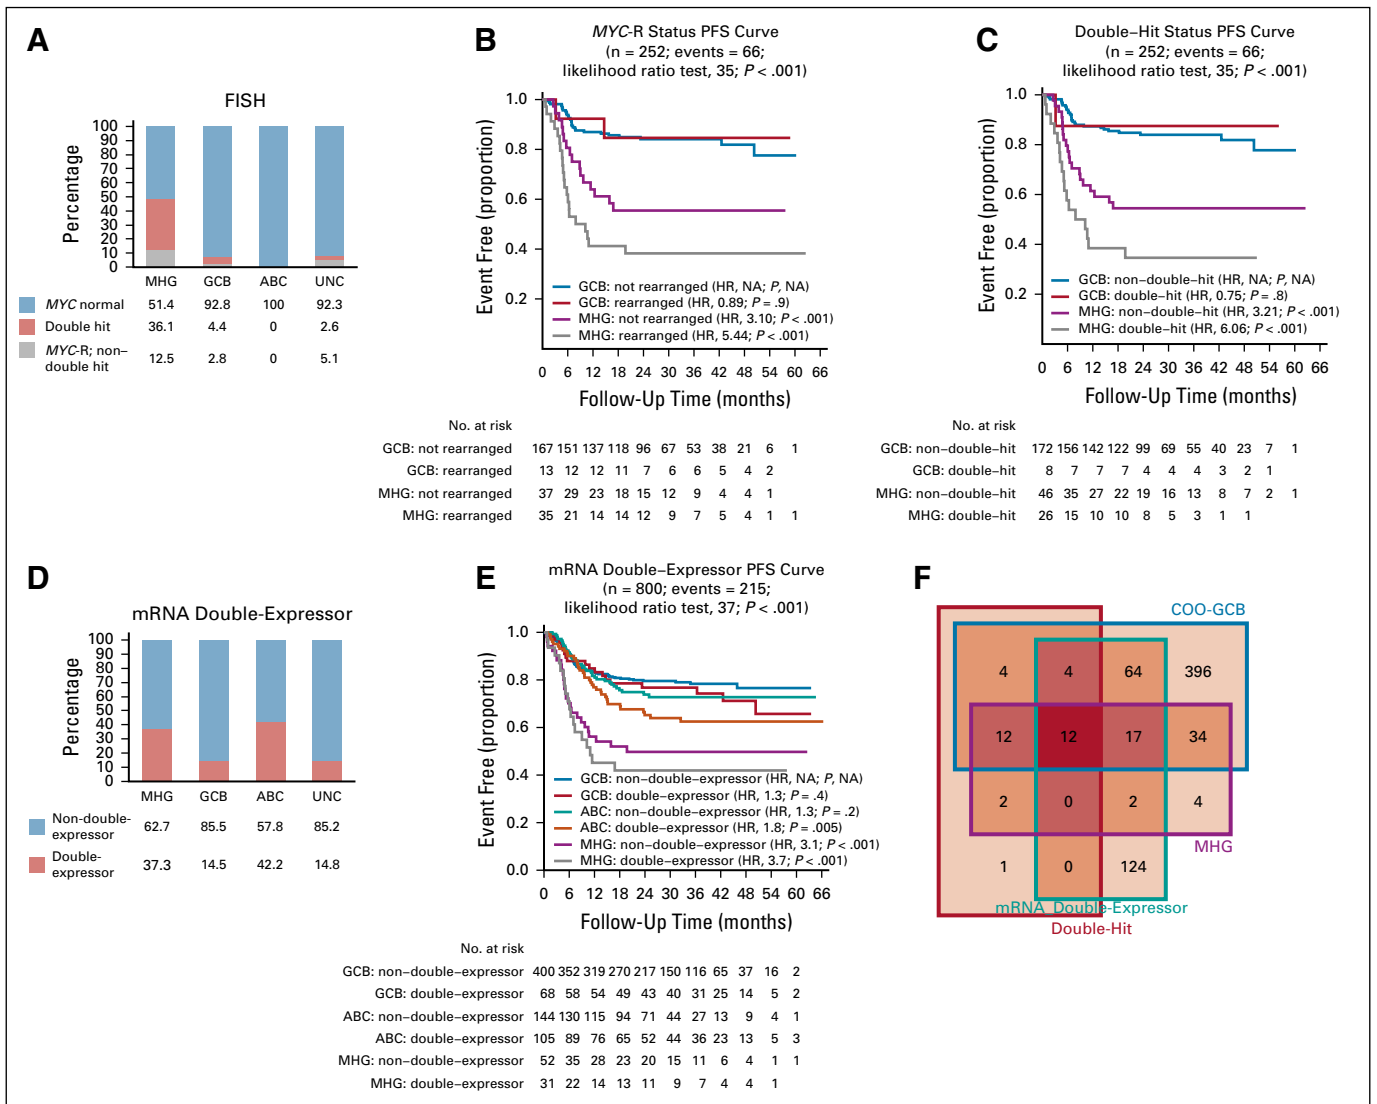 A
FISH
Percentage
100
90
80
70
60
50
40
30
20
10
0
MHG GCB ABC UNC
MYC normal 51.4 92.8 100 92.3
Double hit 36.1 4.4 0 2.6
MYC-R; non–
double hit 12.5 2.8 0 5.1
B
MYC-R Status PFS Curve
(n = 252; events = 66;
likelihood ratio test, 35; P < .001)
Event Free (proportion)
1.0
0.8
0.6
0.4
0.2
GCB: not rearranged (HR, NA; P, NA)
GCB: rearranged (HR, 0.89; P = .9)
MHG: not rearranged (HR, 3.10; P < .001)
MHG: rearranged (HR, 5.44; P < .001)
0 6 12 18 24 30 36 42 48 54 60 66
Follow-Up Time (months)
No. at risk
GCB: not rearranged 167 151 137 118 96 67 53 38 21 6 1
GCB: rearranged 13 12 12 11 7 6 6 5 4 2
MHG: not rearranged 37 29 23 18 15 12 9 4 4 1
MHG: rearranged 35 21 14 14 12 9 7 5 4 1 1
C
Double–Hit Status PFS Curve
(n = 252; events = 66;
likelihood ratio test, 35; P < .001)
Event Free (proportion)
1.0
0.8
0.6
0.4
0.2
GCB: non-double-hit (HR, NA; P, NA)
GCB: double-hit (HR, 0.75; P = .8)
MHG: non-double-hit (HR, 3.21; P < .001)
MHG: double-hit (HR, 6.06; P < .001)
0 6 12 18 24 30 36 42 48 54 60 66
Follow-Up Time (months)
No. at risk
GCB: non–double–hit 172 156 142 122 99 69 55 40 23 7 1
GCB: double–hit 8 7 7 7 4 4 4 3 2 1
MHG: non–double–hit 46 35 27 22 19 16 13 8 7 2 1
MHG: double–hit 26 15 10 10 8 5 3 1 1
D
mRNA Double-Expressor
Percentage
100
90
80
70
60
50
40
30
20
10
0
MHG GCB ABC UNC
Non-double-
expressor 62.7 85.5 57.8 85.2
Double-
expressor 37.3 14.5 42.2 14.8
E
mRNA Double–Expressor PFS Curve
(n = 800; events = 215;
likelihood ratio test, 37; P < .001)
Event Free (proportion)
1.0
0.8
0.6
0.4
0.2
0.0
GCB: non-double-expressor (HR, NA; P, NA)
GCB: double-expressor (HR, 1.3; P = .4)
ABC: non-double-expressor (HR, 1.3; P = .2)
ABC: double-expressor (HR, 1.8; P = .005)
MHG: non-double-expressor (HR, 3.1; P < .001)
MHG: double-expressor (HR, 3.7; P < .001)
0 6 12 18 24 30 36 42 48 54 60 66
Follow-Up Time (months)
No. at risk
GCB: non–double–expressor 400 352 319 270 217 150 116 65 37 16 2
GCB: double–expressor 68 58 54 49 43 40 31 25 14 5 2
ABC: non–double–expressor 144 130 115 94 71 44 27 13 9 4 1
ABC: double–expressor 105 89 76 65 52 44 36 23 13 5 3
MHG: non–double–expressor 52 35 28 23 20 15 11 6 4 1 1
MHG: double–expressor 31 22 14 13 11 9 7 4 4 1
F
COO-GCB
4 4 64 396
12 12 17 34
2 0 2 4
MHG
1 0 124
mRNA_Double-Expressor
Double-Hit